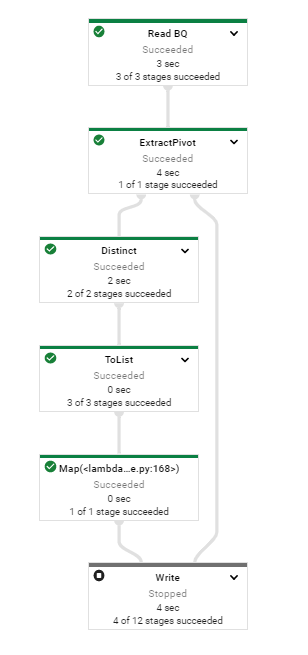 Read BQ
Succeeded
3 sec
3 of 3 stages succeeded
ExtractPivot
Succeeded
4 sec
1 of 1 stage succeeded
Distinct
Succeeded
2 sec
2 of 2 stages succeeded
ToList
Succeeded
0 sec
3 of 3 stages succeeded
Map(<lambda...e.py:168>)
Succeeded
0 sec
1 of 1 stage succeeded
Write
Stopped
4 sec
4 of 12 stages succeeded